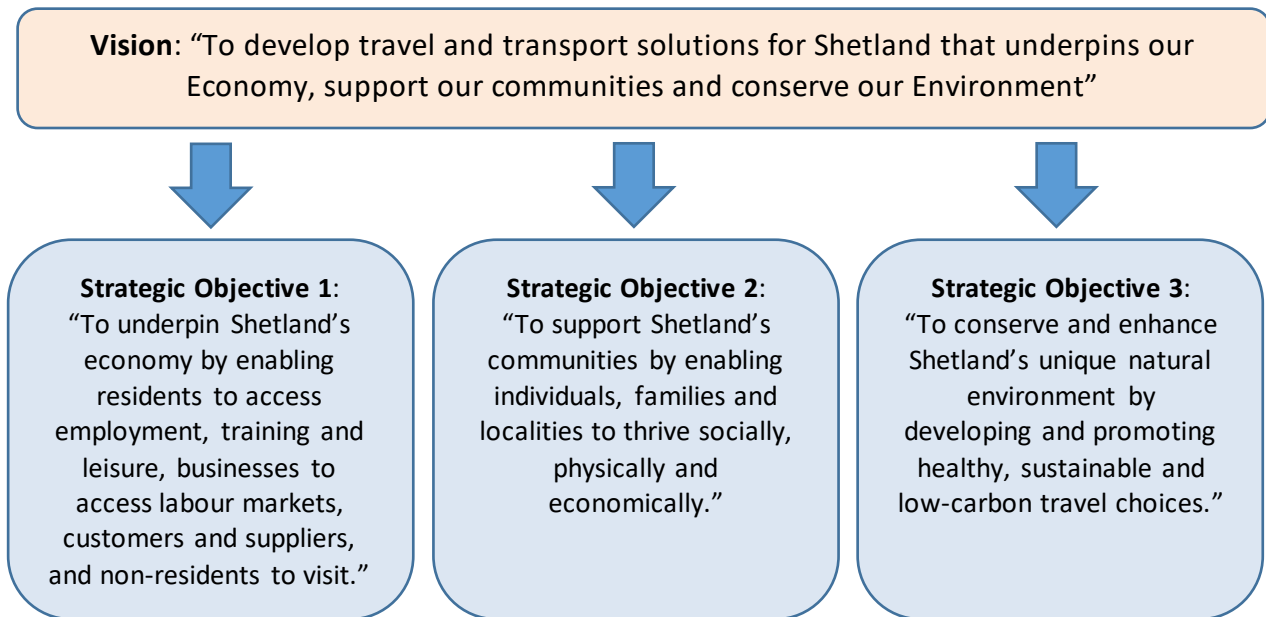 Vision: “To develop travel and transport solutions for Shetland that underpins our
Economy, support our communities and conserve our Environment”
Strategic Objective 1:
“To underpin Shetland’s
economy by enabling
residents to access
employment, training and
leisure, businesses to
access labour markets,
customers and suppliers,
and non-residents to visit.”
Strategic Objective 2:
“To support Shetland’s
communities by enabling
individuals, families and
localities to thrive socially,
physically and
economically.”
Strategic Objective 3:
“To conserve and enhance
Shetland’s unique natural
environment by
developing and promoting
healthy, sustainable and
low-carbon travel choices.”